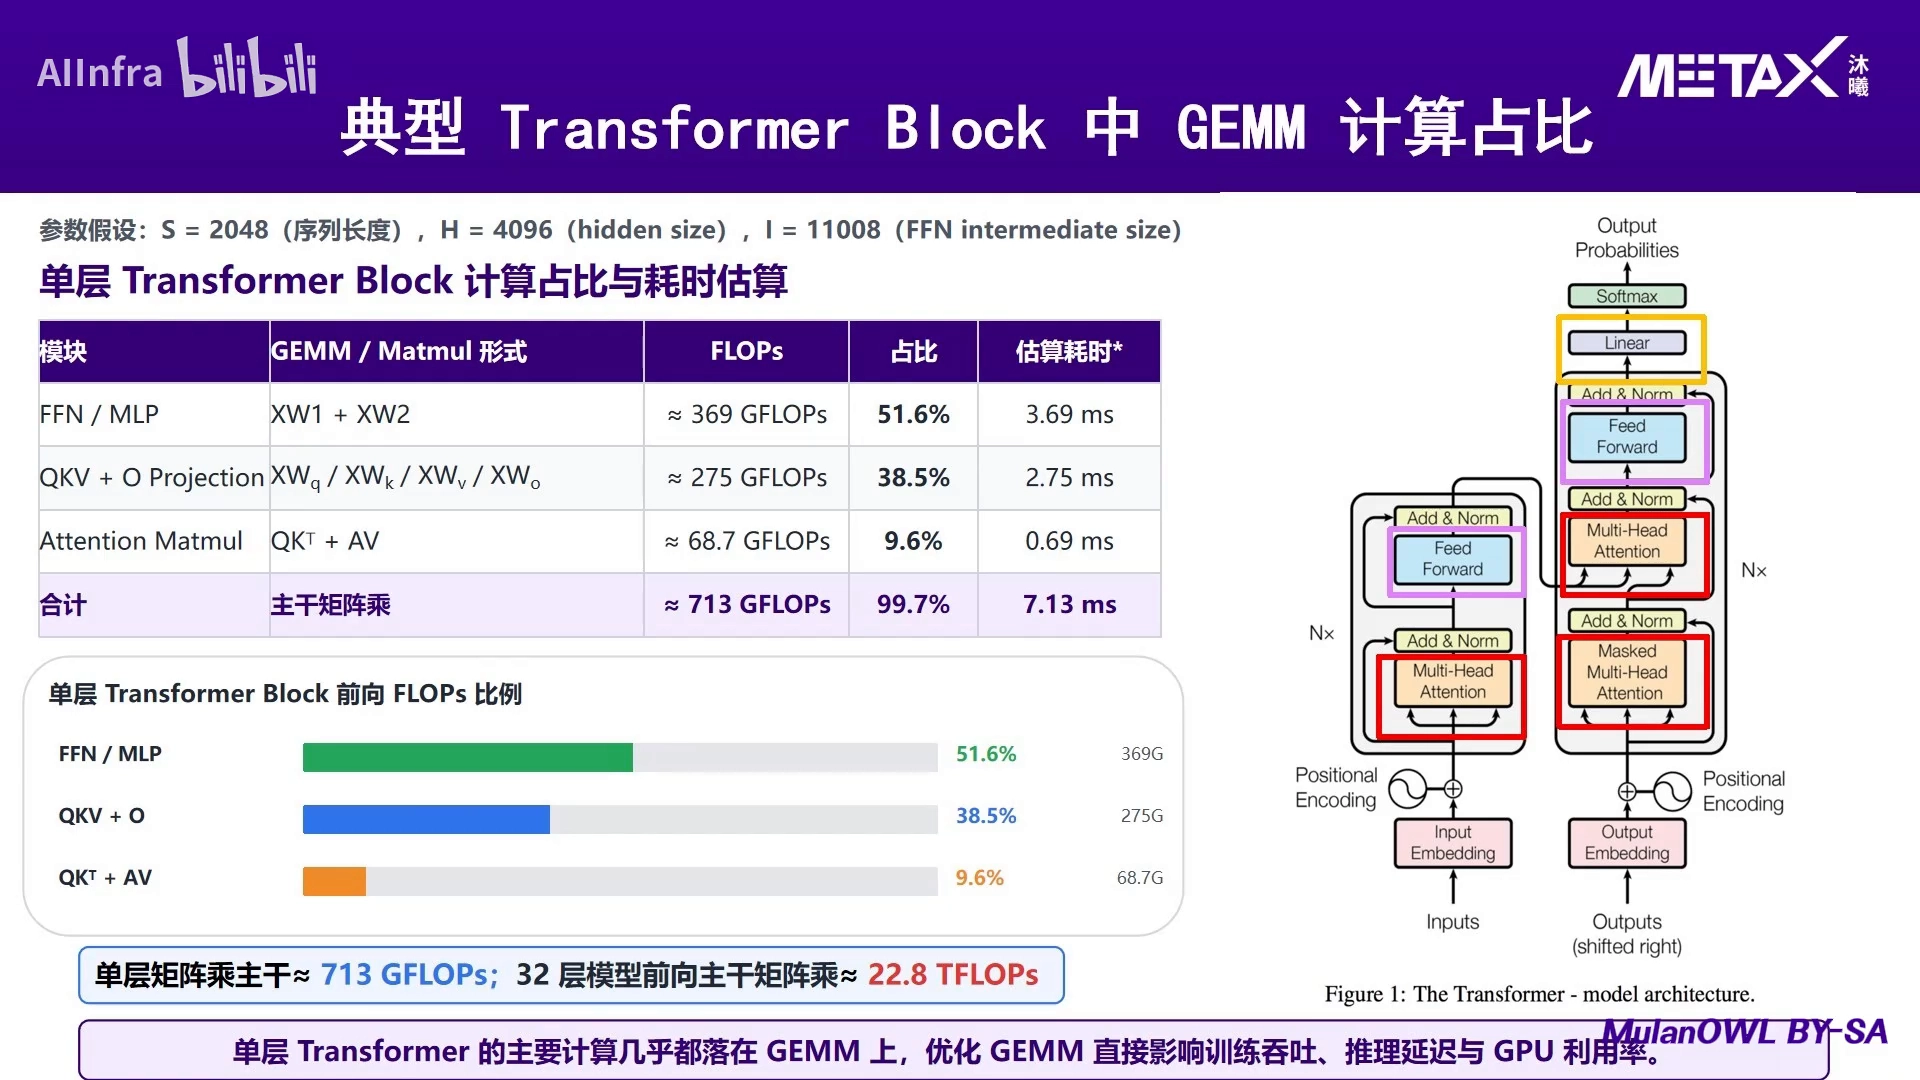 AIInfra bilibili
METAX 沐曦
典型 Transformer Block 中 GEMM 计算占比
参数假设：S = 2048（序列长度），H = 4096（hidden size），I = 11008（FFN intermediate size）
单层 Transformer Block 计算占比与耗时估算
模块 GEMM / Matmul 形式 FLOPs 占比 估算耗时*
FFN / MLP XW1 + XW2 ≈ 369 GFLOPs 51.6% 3.69 ms
QKV + O Projection XWq / XWk / XWv / XWo ≈ 275 GFLOPs 38.5% 2.75 ms
Attention Matmul QKᵀ + AV ≈ 68.7 GFLOPs 9.6% 0.69 ms
合计 主干矩阵乘 ≈ 713 GFLOPs 99.7% 7.13 ms
单层 Transformer Block 前向 FLOPs 比例
FFN / MLP 51.6% 369G
QKV + O 38.5% 275G
QKᵀ + AV 9.6% 68.7G
单层矩阵乘主干≈ 713 GFLOPs；32 层模型前向主干矩阵乘≈ 22.8 TFLOPs
单层 Transformer 的主要计算几乎都落在 GEMM 上，优化 GEMM 直接影响训练吞吐、推理延迟与 GPU 利用率。
Output
Probabilities
Softmax
Linear
Add & Norm
Feed
Forward
Add & Norm
Multi-Head
Attention
Add & Norm
Masked
Multi-Head
Attention
N×
Add & Norm
Feed
Forward
N×
Add & Norm
Multi-Head
Attention
Positional
Encoding
Positional
Encoding
Input
Embedding
Output
Embedding
Inputs
Outputs
(shifted right)
Figure 1: The Transformer - model architecture.
MulanOWL BY-SA